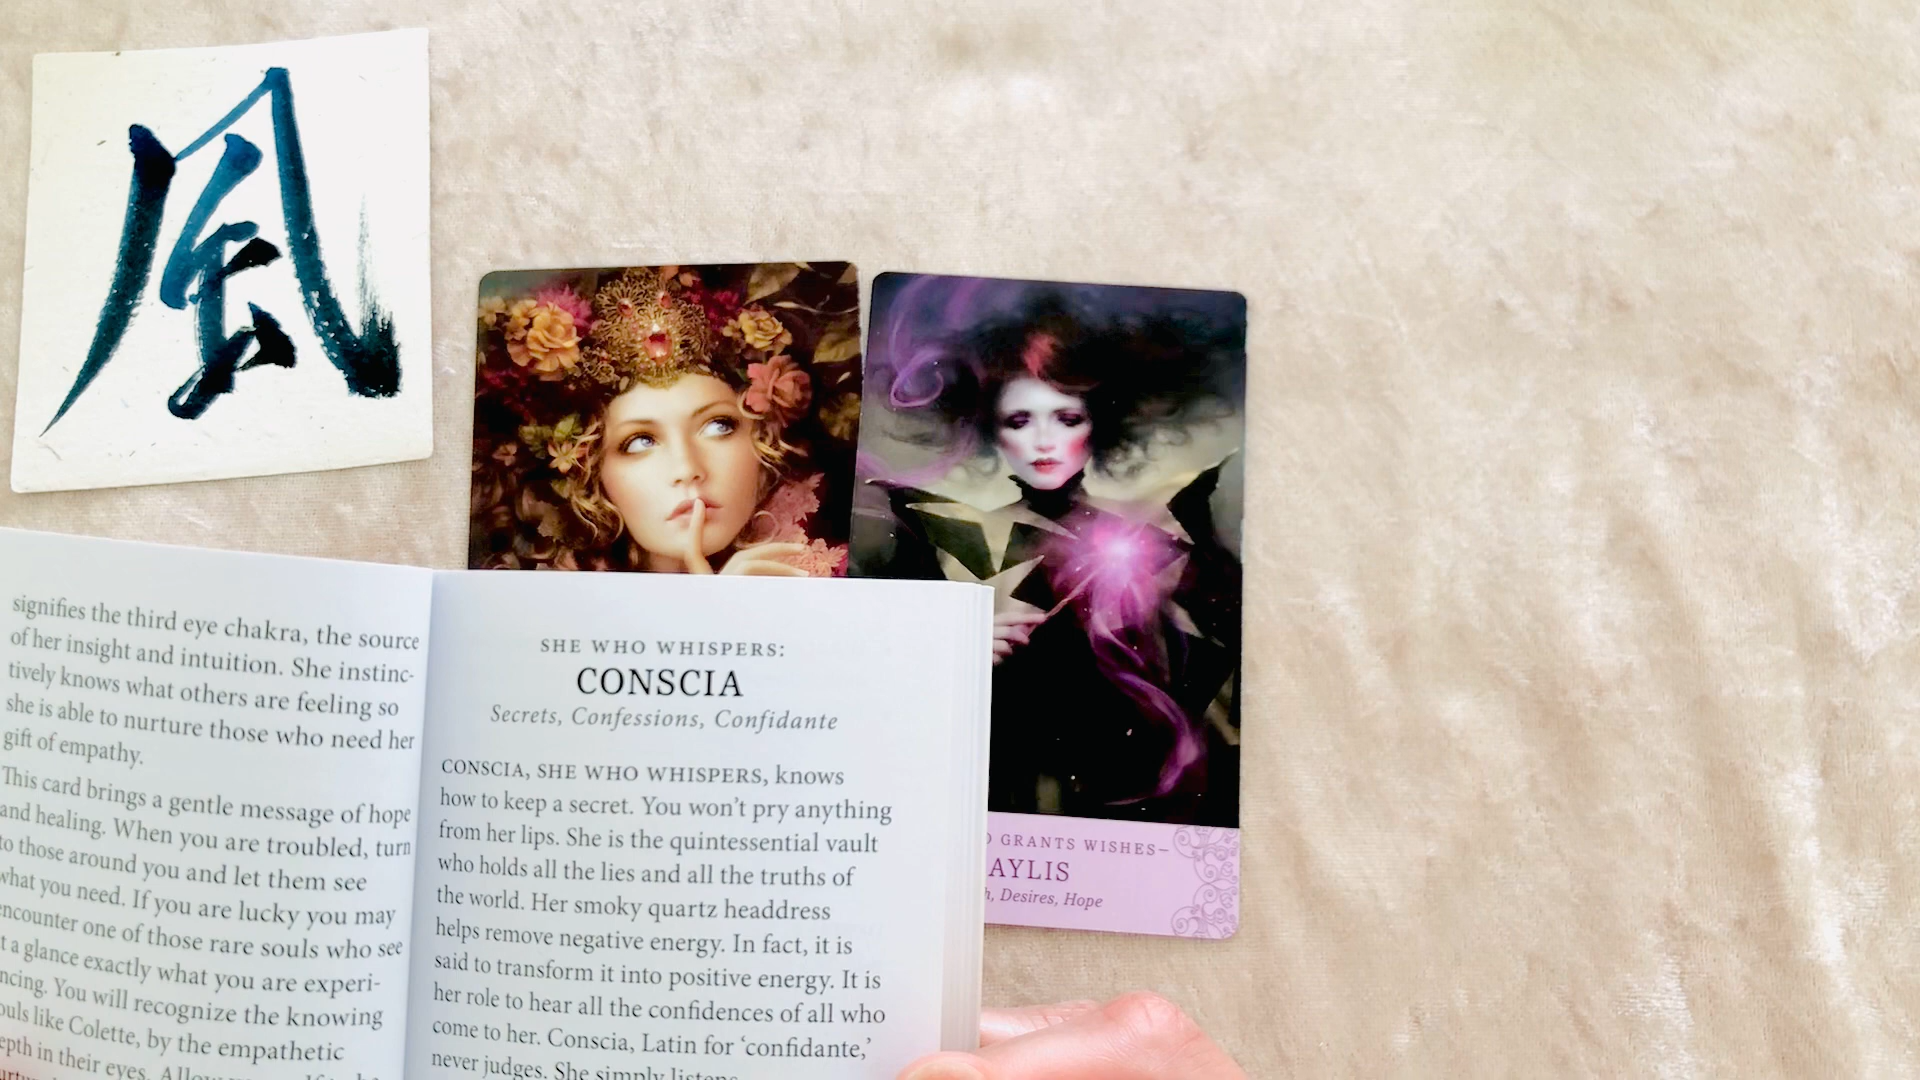 風
signifies the third eye chakra, the source
of her insight and intuition. She instinc-
tively knows what others are feeling so
she is able to nurture those who need her
gift of empathy.
This card brings a gentle message of hope
and healing. When you are troubled, turn
to those around you and let them see
what you need. If you are lucky you may
encounter one of those rare souls who see
at a glance exactly what you are experi-
encing. You will recognize the knowing
souls like Colette, by the empathetic
depth in their eyes.
SHE WHO WHISPERS:
CONSCIA
Secrets, Confessions, Confidante
CONSCIA, SHE WHO WHISPERS, knows
how to keep a secret. You won't pry anything
from her lips. She is the quintessential vault
who holds all the lies and all the truths of
the world. Her smoky quartz headdress
helps remove negative energy. In fact, it is
said to transform it into positive energy. It is
her role to hear all the confidences of all who
come to her. Conscia, Latin for 'confidante,'
never judges. She simply listens
GRANTS WISHES–
AYLIS
Desires, Hope